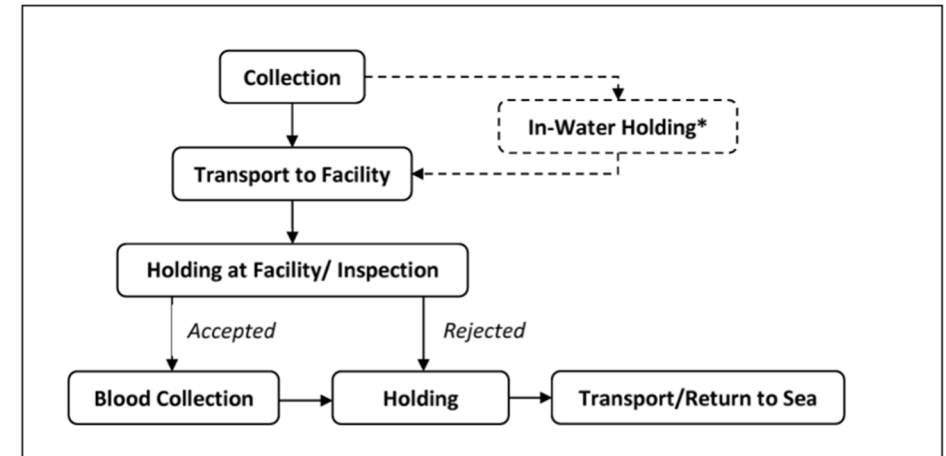 Collection
In-Water Holding*
Transport to Facility
Holding at Facility/ Inspection
Accepted
Rejected
Blood Collection
Holding
Transport/Return to Sea